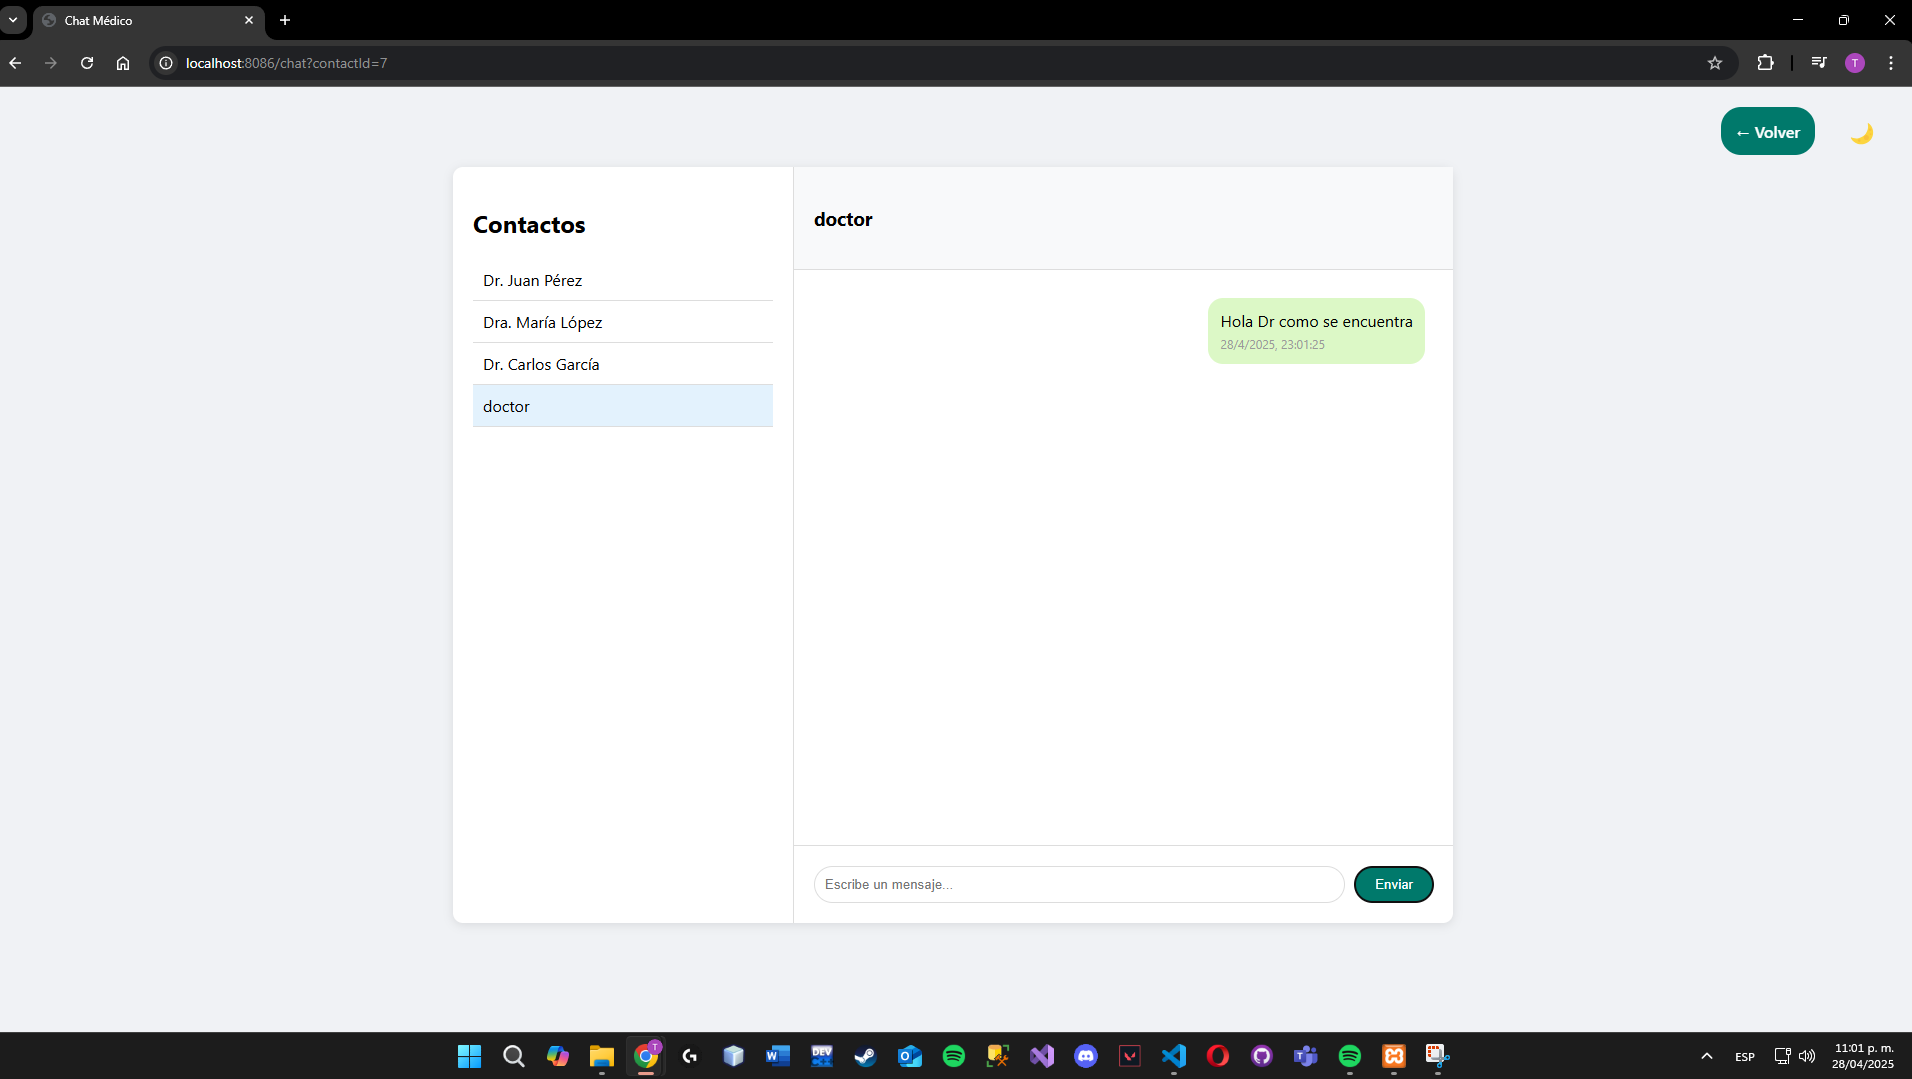 Chat Médico
localhost:8086/chat?contactId=7
T
← Volver
Contactos
Dr. Juan Pérez
Dra. María López
Dr. Carlos García
doctor
doctor
Hola Dr como se encuentra
28/4/2025, 23:01:25
Escribe un mensaje...
Enviar
T
DEV
ESP
11:01 p. m.
28/04/2025